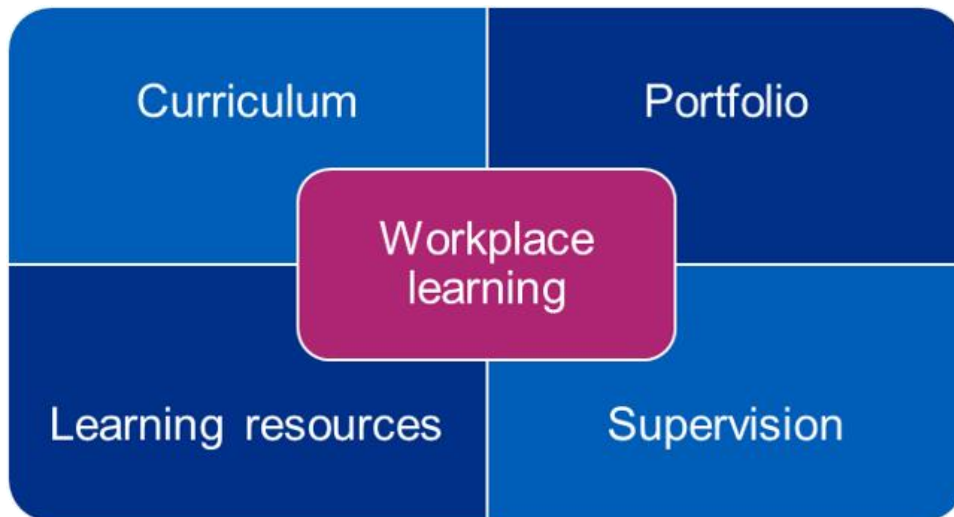 Curriculum
Portfolio
Workplace
learning
Learning resources
Supervision